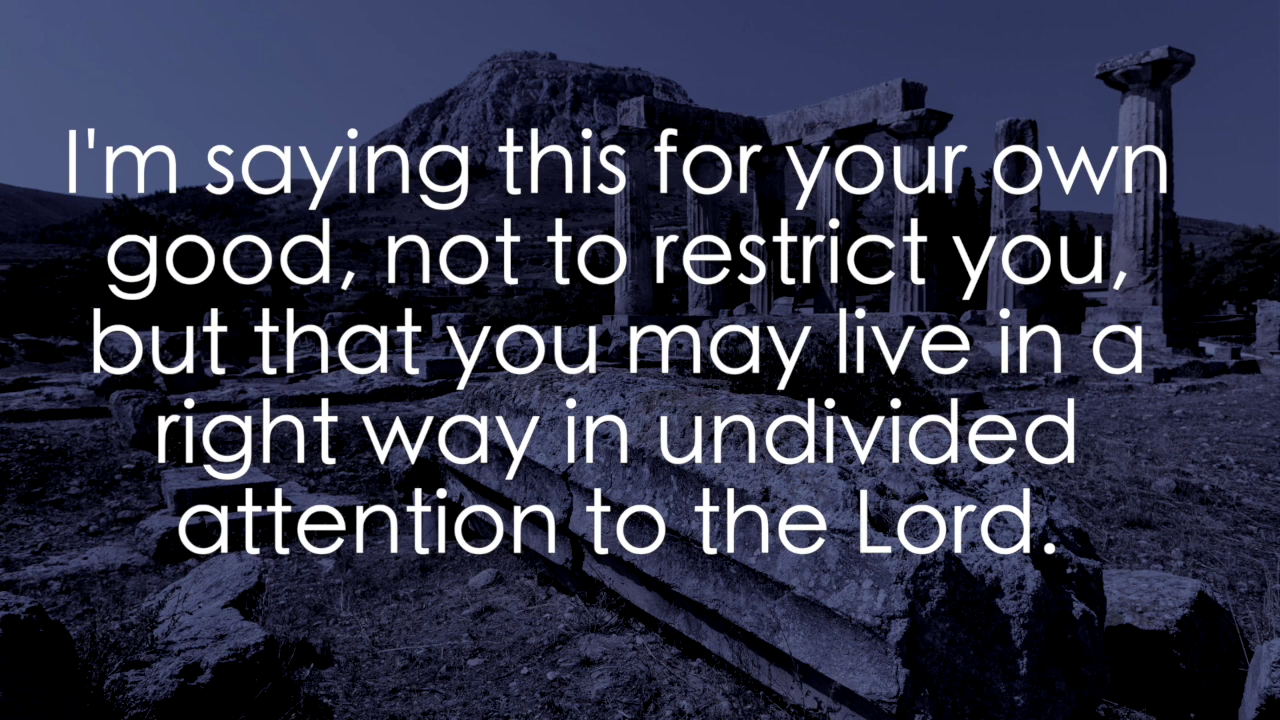 I'm saying this for your own
good, not to restrict you,
but that you may live in a
right way in undivided
attention to the Lord.